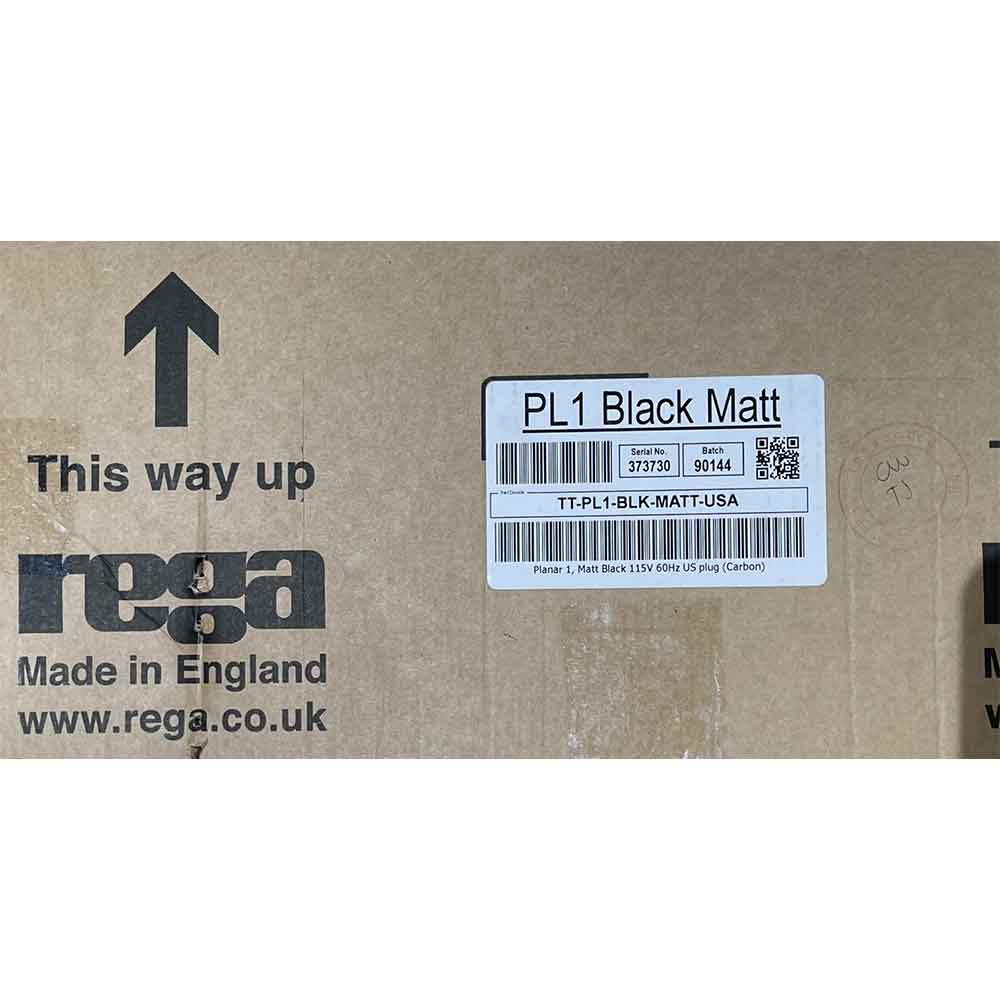 This way up
rega
Made in England
www.rega.co.uk
PL1 Black Matt
Serial No.
373730
Batch
90144
TT-PL1-BLK-MATT-USA
Planar 1, Matt Black 115V 60Hz US plug (Carbon)
CW
TJ